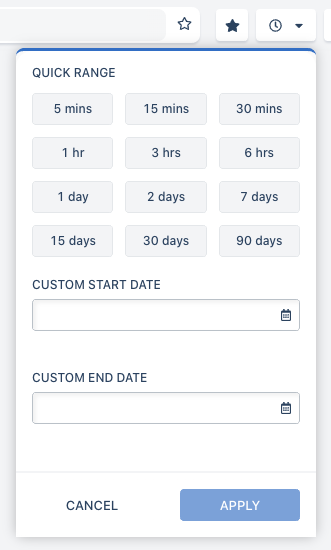 QUICK RANGE
5 mins 15 mins 30 mins
1 hr 3 hrs 6 hrs
1 day 2 days 7 days
15 days 30 days 90 days
CUSTOM START DATE
CUSTOM END DATE
CANCEL APPLY